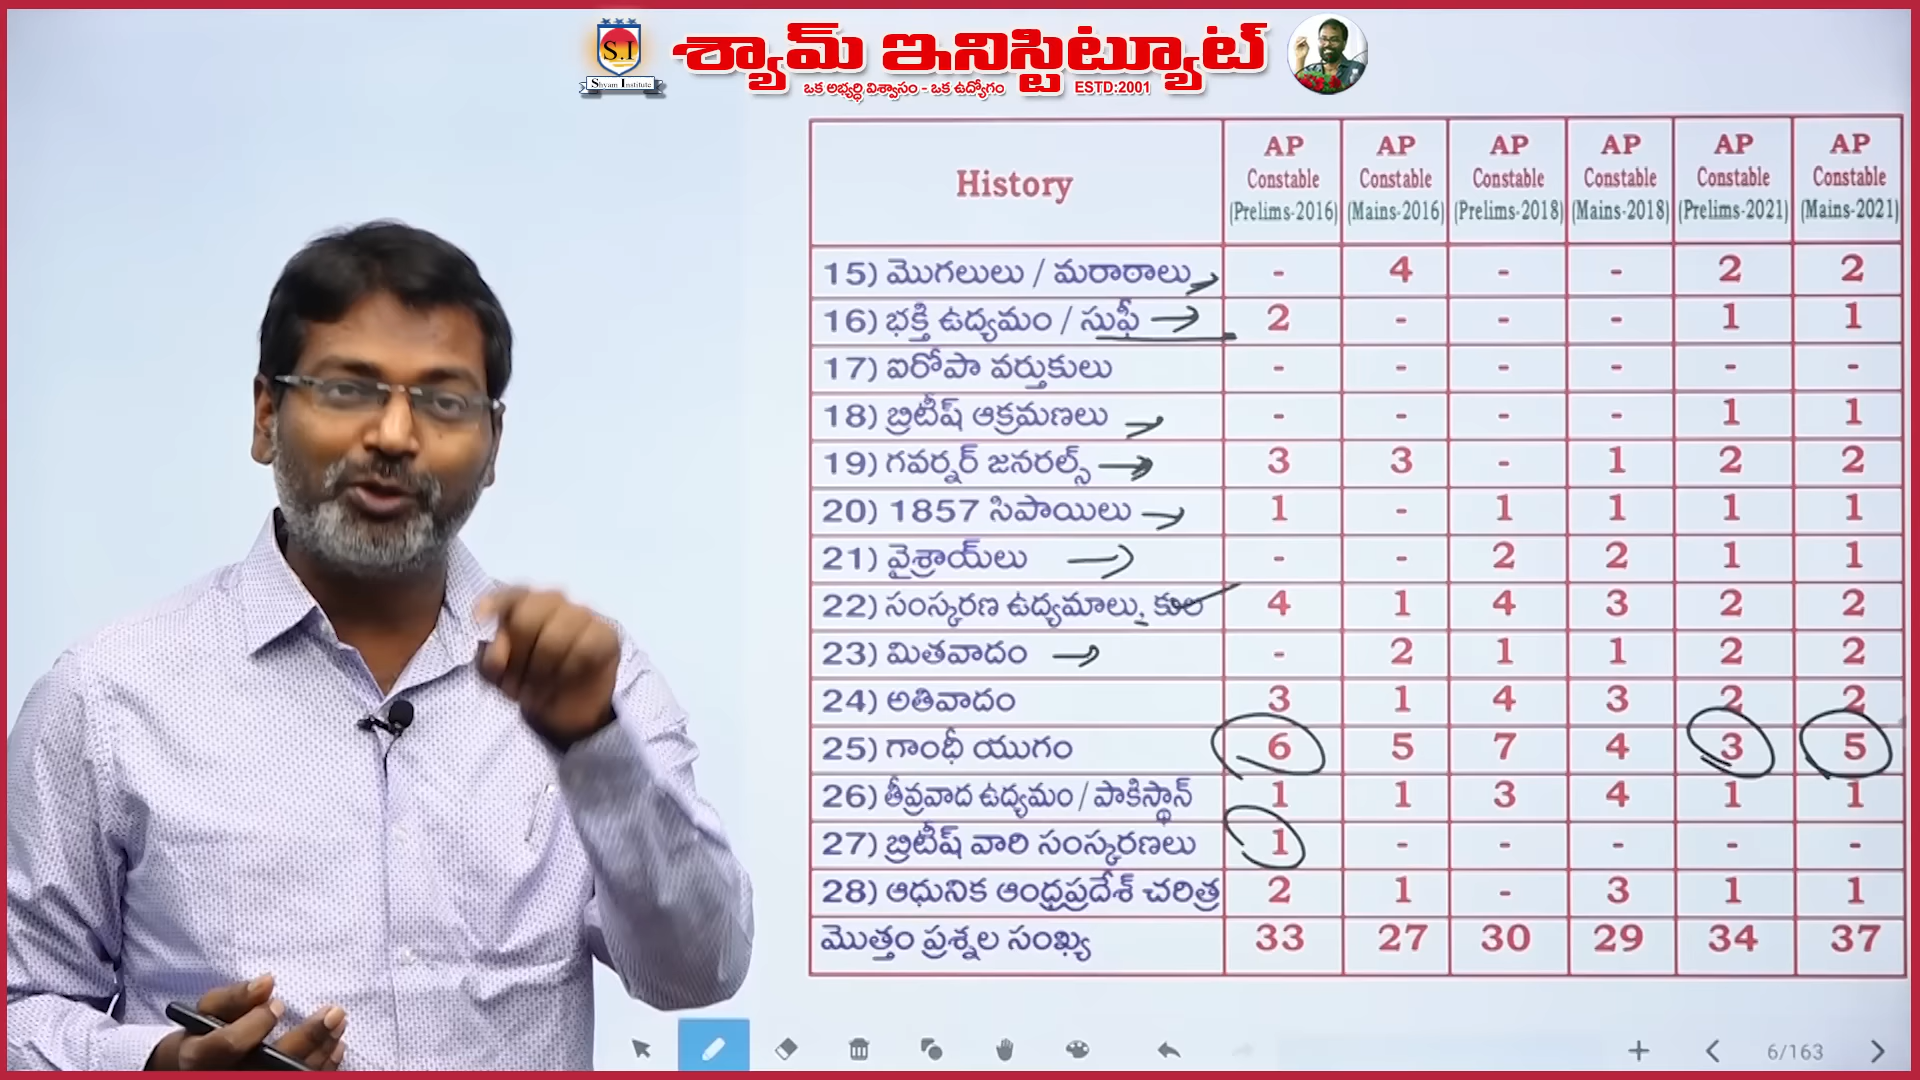 S.I
Shyam Institute
శ్యామ్ ఇనిస్టిట్యూట్
ఒక అభ్యర్థి విశ్వాసం - ఒక ఉద్యోగం ESTD:2001
History AP Constable (Prelims-2016) AP Constable (Mains-2016) AP Constable (Prelims-2018) AP Constable (Mains-2018) AP Constable (Prelims-2021) AP Constable (Mains-2021)
15) మొగలులు / మరాఠాలు - 4 - - 2 2
16) భక్తి ఉద్యమం / సుఫీ 2 - - - 1 1
17) ఐరోపా వర్తుకులు - - - - - -
18) బ్రిటీష్ ఆక్రమణలు - - - - 1 1
19) గవర్నర్ జనరల్స్ 3 3 - 1 2 2
20) 1857 సిపాయిలు 1 - 1 1 1 1
21) వైశ్రాయ్‌లు - - 2 2 1 1
22) సంస్కరణ ఉద్యమాలు, కుల 4 1 4 3 2 2
23) మితవాదం - 2 1 1 2 2
24) అతివాదం 3 1 4 3 2 2
25) గాంధీ యుగం 6 5 7 4 3 5
26) తీవ్రవాద ఉద్యమం / పాకిస్థాన్ 1 1 3 4 1 1
27) బ్రిటీష్ వారి సంస్కరణలు 1 - - - - -
28) ఆధునిక ఆంధ్రప్రదేశ్ చరిత్ర 2 1 - 3 1 1
మొత్తం ప్రశ్నల సంఖ్య 33 27 30 29 34 37
6/163